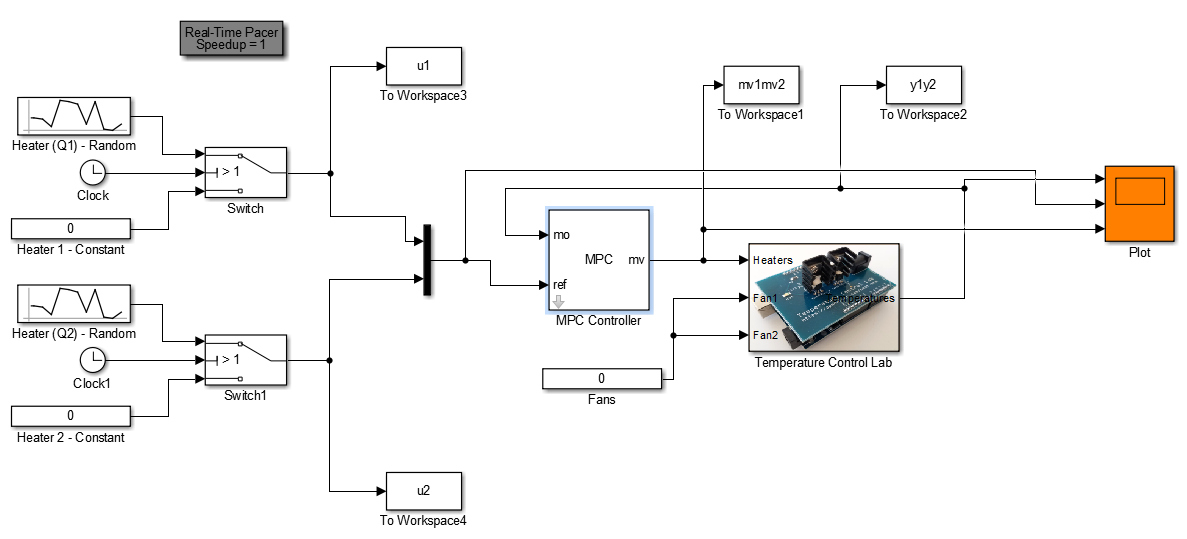 Real-Time Pacer
Speedup = 1
u1
To Workspace3
mv1mv2
To Workspace1
y1y2
To Workspace2
Heater (Q1) - Random
Clock
> 1
Switch
0
Heater 1 - Constant
Plot
mo
MPC
mv
ref
MPC Controller
Heaters
Fan1
Temperatures
Fan2
Temperature Control Lab
Heater (Q2) - Random
Clock1
> 1
Switch1
0
Heater 2 - Constant
0
Fans
u2
To Workspace4